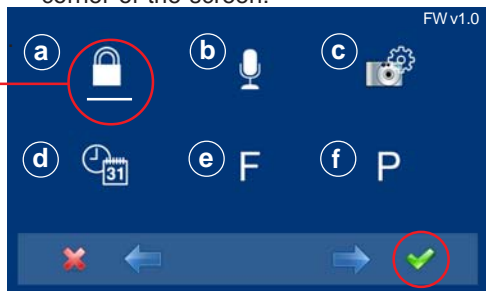 corner of the screen.
FW v1.0
a b c
31
d e F f P